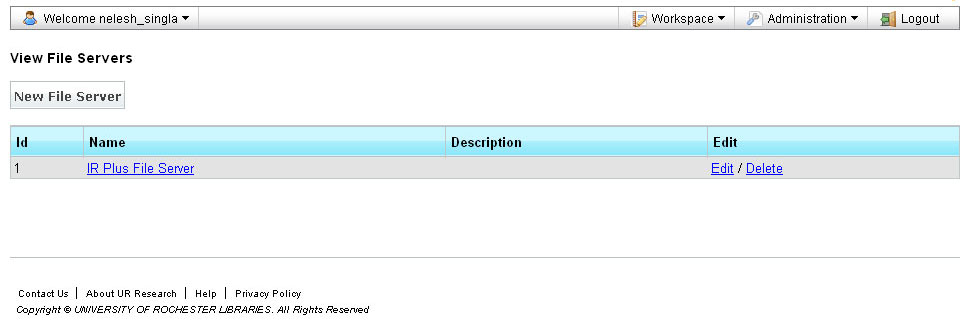 Welcome nelesh_singla Workspace Administration Logout
View File Servers
New File Server
Id Name Description Edit
1 IR Plus File Server Edit / Delete
Contact Us | About UR Research | Help | Privacy Policy
Copyright © UNIVERSITY OF ROCHESTER LIBRARIES. All Rights Reserved